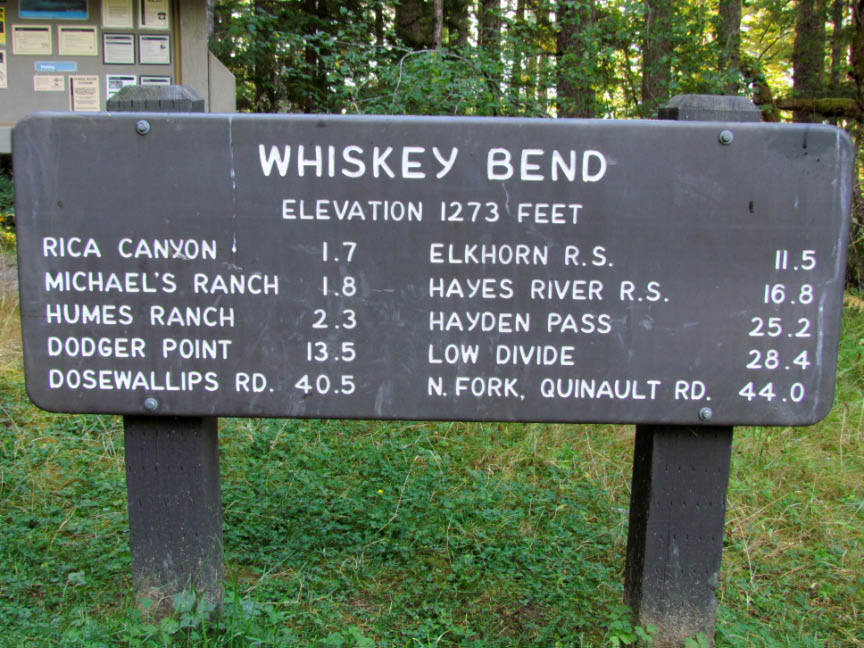 WHISKEY BEND
ELEVATION 1273 FEET
RICA CANYON 1.7
MICHAEL'S RANCH 1.8
HUMES RANCH 2.3
DODGER POINT 13.5
DOSEWALLIPS RD. 40.5
ELKHORN R.S. 11.5
HAYES RIVER R.S. 16.8
HAYDEN PASS 25.2
LOW DIVIDE 28.4
N. FORK, QUINAULT RD. 44.0